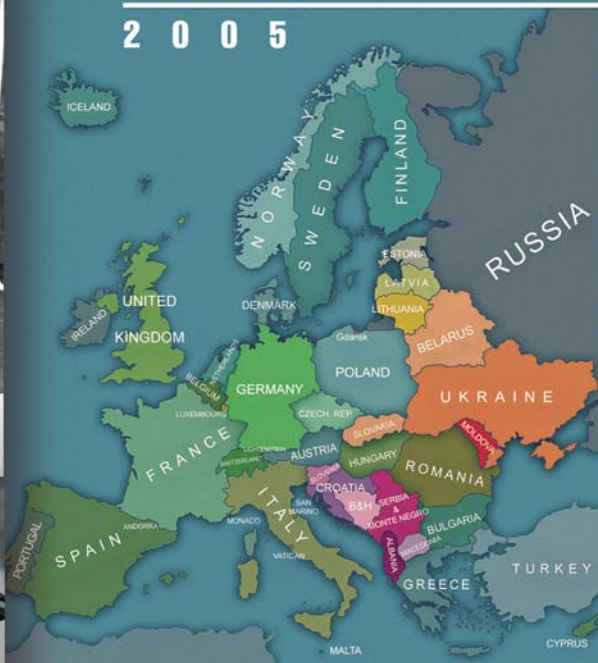 2005
ICELAND
NORWAY
SWEDEN
FINLAND
RUSSIA
ESTONIA
LATVIA
LITHUANIA
DENMARK
UNITED
KINGDOM
IRELAND
NETHERLANDS
BELGIUM
LUXEMBOURG
GERMANY
Gdansk
POLAND
BELARUS
UKRAINE
CZECH. REP.
SLOVAKIA
MOLDOVA
FRANCE
LICHTENSTEIN
SWITZERLAND
AUSTRIA
HUNGARY
ROMANIA
SLOVENIA
CROATIA
B&H
SERBIA
&
MONTE NEGRO
BULGARIA
MACEDONIA
ALBANIA
GREECE
TURKEY
CYPRUS
ITALY
SAN
MARINO
MONACO
VATICAN
MALTA
ANDORRA
SPAIN
PORTUGAL